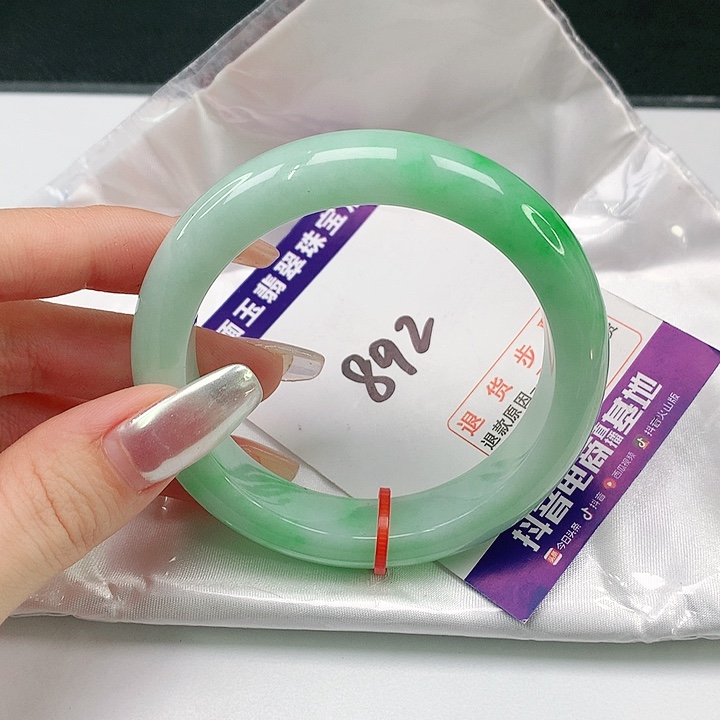 面玉翡翠珠宝
892
退货步
退款原因
抖音电商直播基地
今日头条 抖音 西瓜视频 抖音火山版